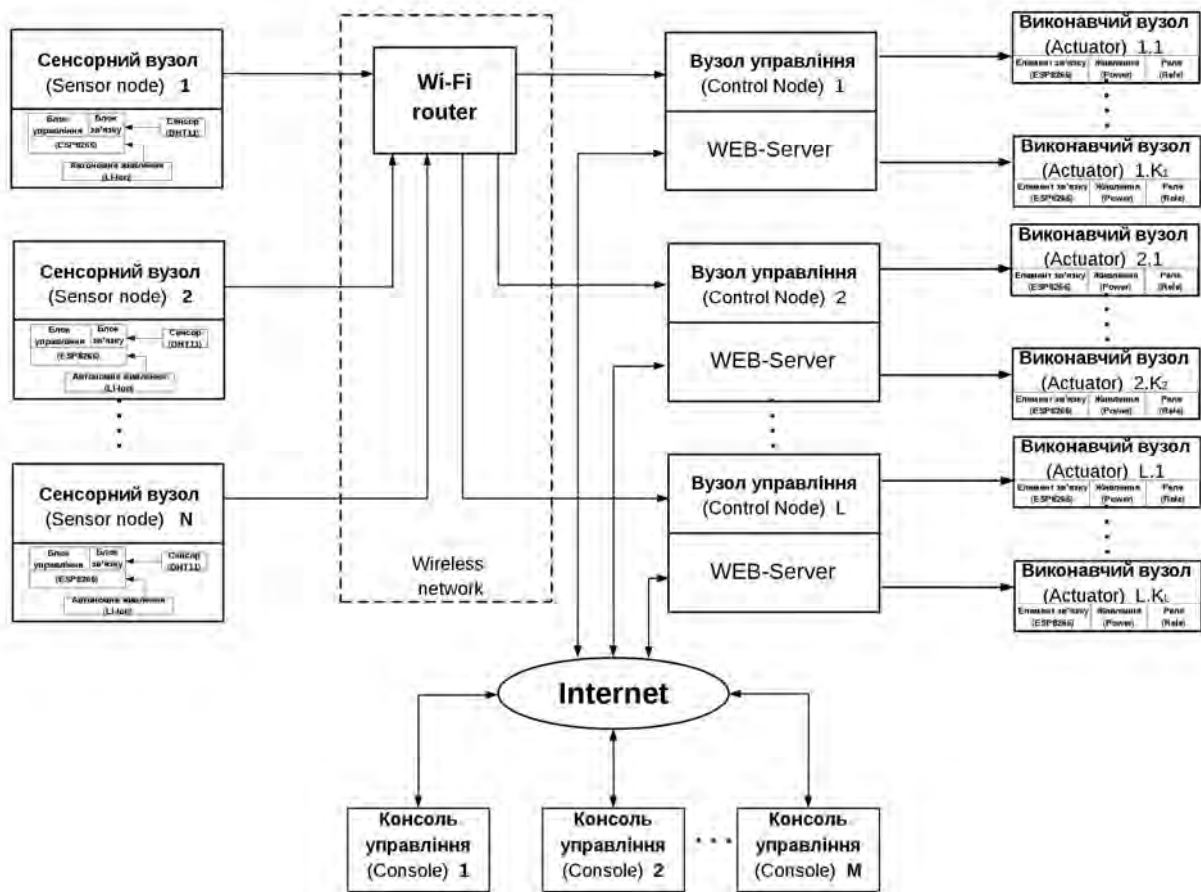 Сенсорний вузол
(Sensor node) 1
Блок
управління
Блок
зв'язку
(ESP8266)
Сенсор
(DHT11)
Автономне живлення
(Li-Ion)
Сенсорний вузол
(Sensor node) 2
Блок
управління
Блок
зв'язку
(ESP8266)
Сенсор
(DHT11)
Автономне живлення
(Li-Ion)
Сенсорний вузол
(Sensor node) N
Блок
управління
Блок
зв'язку
(ESP8266)
Сенсор
(DHT11)
Автономне живлення
(Li-Ion)
Wi-Fi
router
Wireless
network
Вузол управління
(Control Node) 1
WEB-Server
Вузол управління
(Control Node) 2
WEB-Server
Вузол управління
(Control Node) L
WEB-Server
Виконавчий вузол
(Actuator) 1.1
Елемент зв'язку Живлення Реле
(ESP8266) (Power) (Rele)
Виконавчий вузол
(Actuator) 1.K₁
Елемент зв'язку Живлення Реле
(ESP8266) (Power) (Rele)
Виконавчий вузол
(Actuator) 2.1
Елемент зв'язку Живлення Реле
(ESP8266) (Power) (Rele)
Виконавчий вузол
(Actuator) 2.K₂
Елемент зв'язку Живлення Реле
(ESP8266) (Power) (Rele)
Виконавчий вузол
(Actuator) L.1
Елемент зв'язку Живлення Реле
(ESP8266) (Power) (Rele)
Виконавчий вузол
(Actuator) L.K_L
Елемент зв'язку Живлення Реле
(ESP8266) (Power) (Rele)
Internet
Консоль
управління
(Console) 1
Консоль
управління
(Console) 2
Консоль
управління
(Console) M